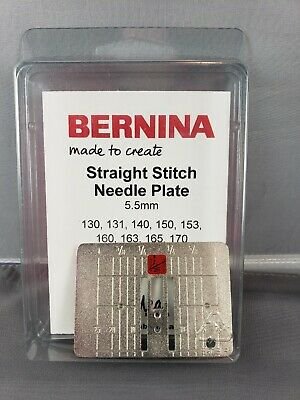 BERNINA
made to create
Straight Stitch
Needle Plate
5.5mm
130, 131, 140, 150, 153,
160, 163, 165, 170